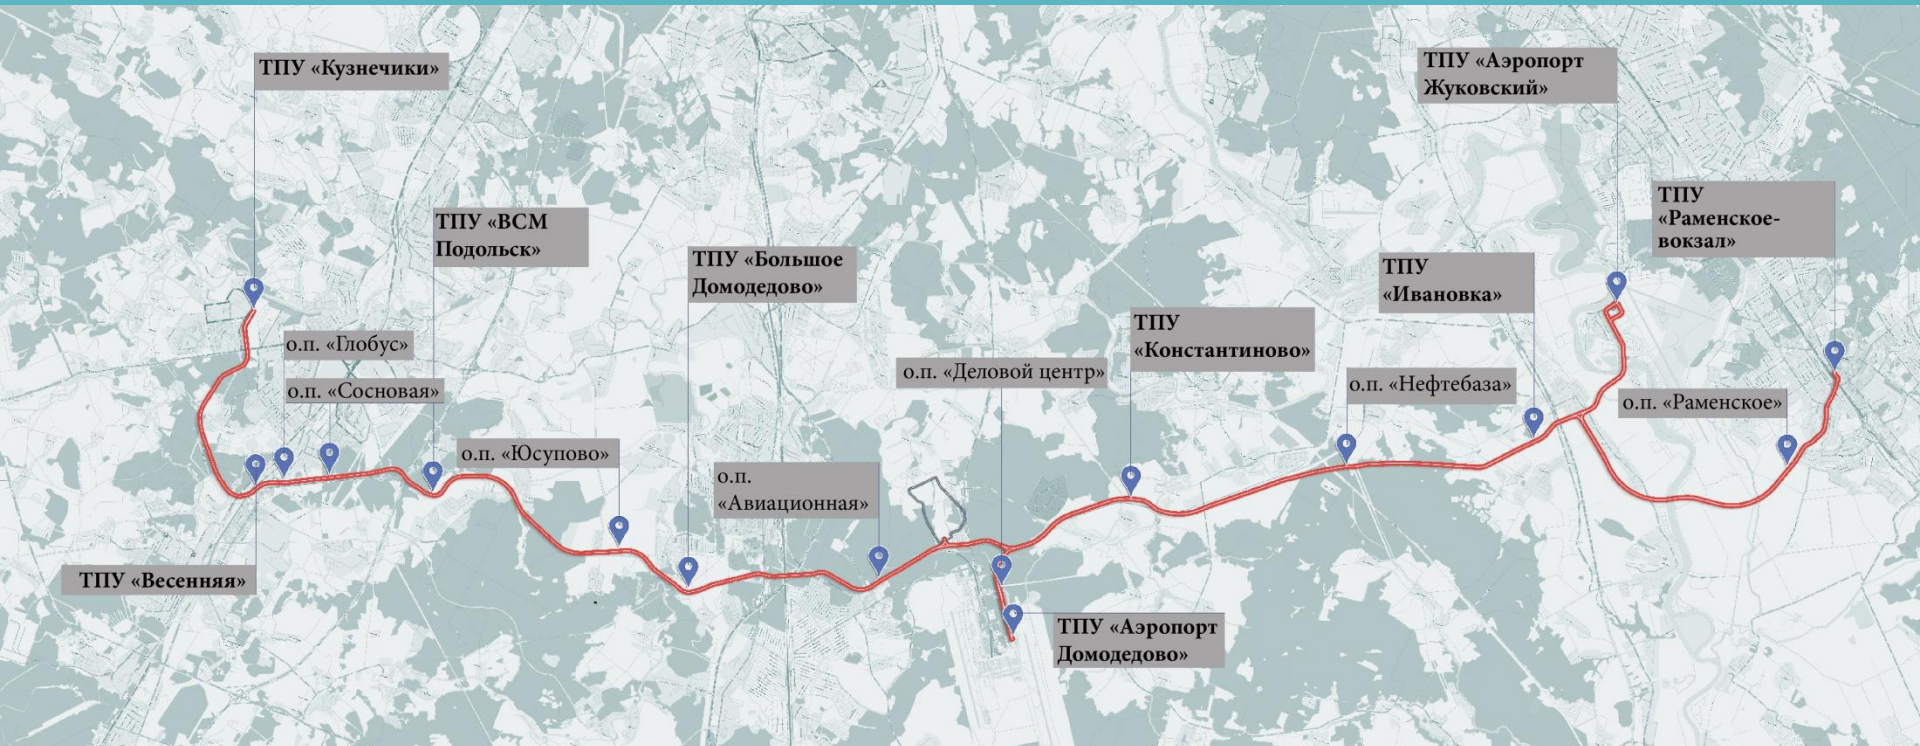 ТПУ «Кузнечики»
ТПУ «Аэропорт
Жуковский»
ТПУ
«Раменское-
вокзал»
ТПУ «ВСМ
Подольск»
ТПУ «Большое
Домодедово»
ТПУ
«Ивановка»
ТПУ
«Константиново»
о.п. «Глобус»
о.п. «Деловой центр»
о.п. «Сосновая»
о.п. «Нефтебаза»
о.п. «Раменское»
о.п. «Юсупово»
о.п.
«Авиационная»
ТПУ «Весенняя»
ТПУ «Аэропорт
Домодедово»